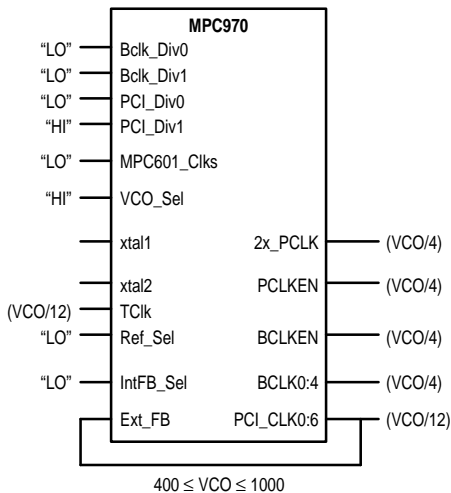 MPC970
“LO” Bclk_Div0
“LO” Bclk_Div1
“LO” PCI_Div0
“HI” PCI_Div1
“LO” MPC601_Clks
“HI” VCO_Sel
xtal1 2x_PCLK (VCO/4)
xtal2 PCLKEN (VCO/4)
(VCO/12) TClk
“LO” Ref_Sel BCLKEN (VCO/4)
“LO” IntFB_Sel BCLK0:4 (VCO/4)
Ext_FB PCI_CLK0:6 (VCO/12)
400 ≤ VCO ≤ 1000